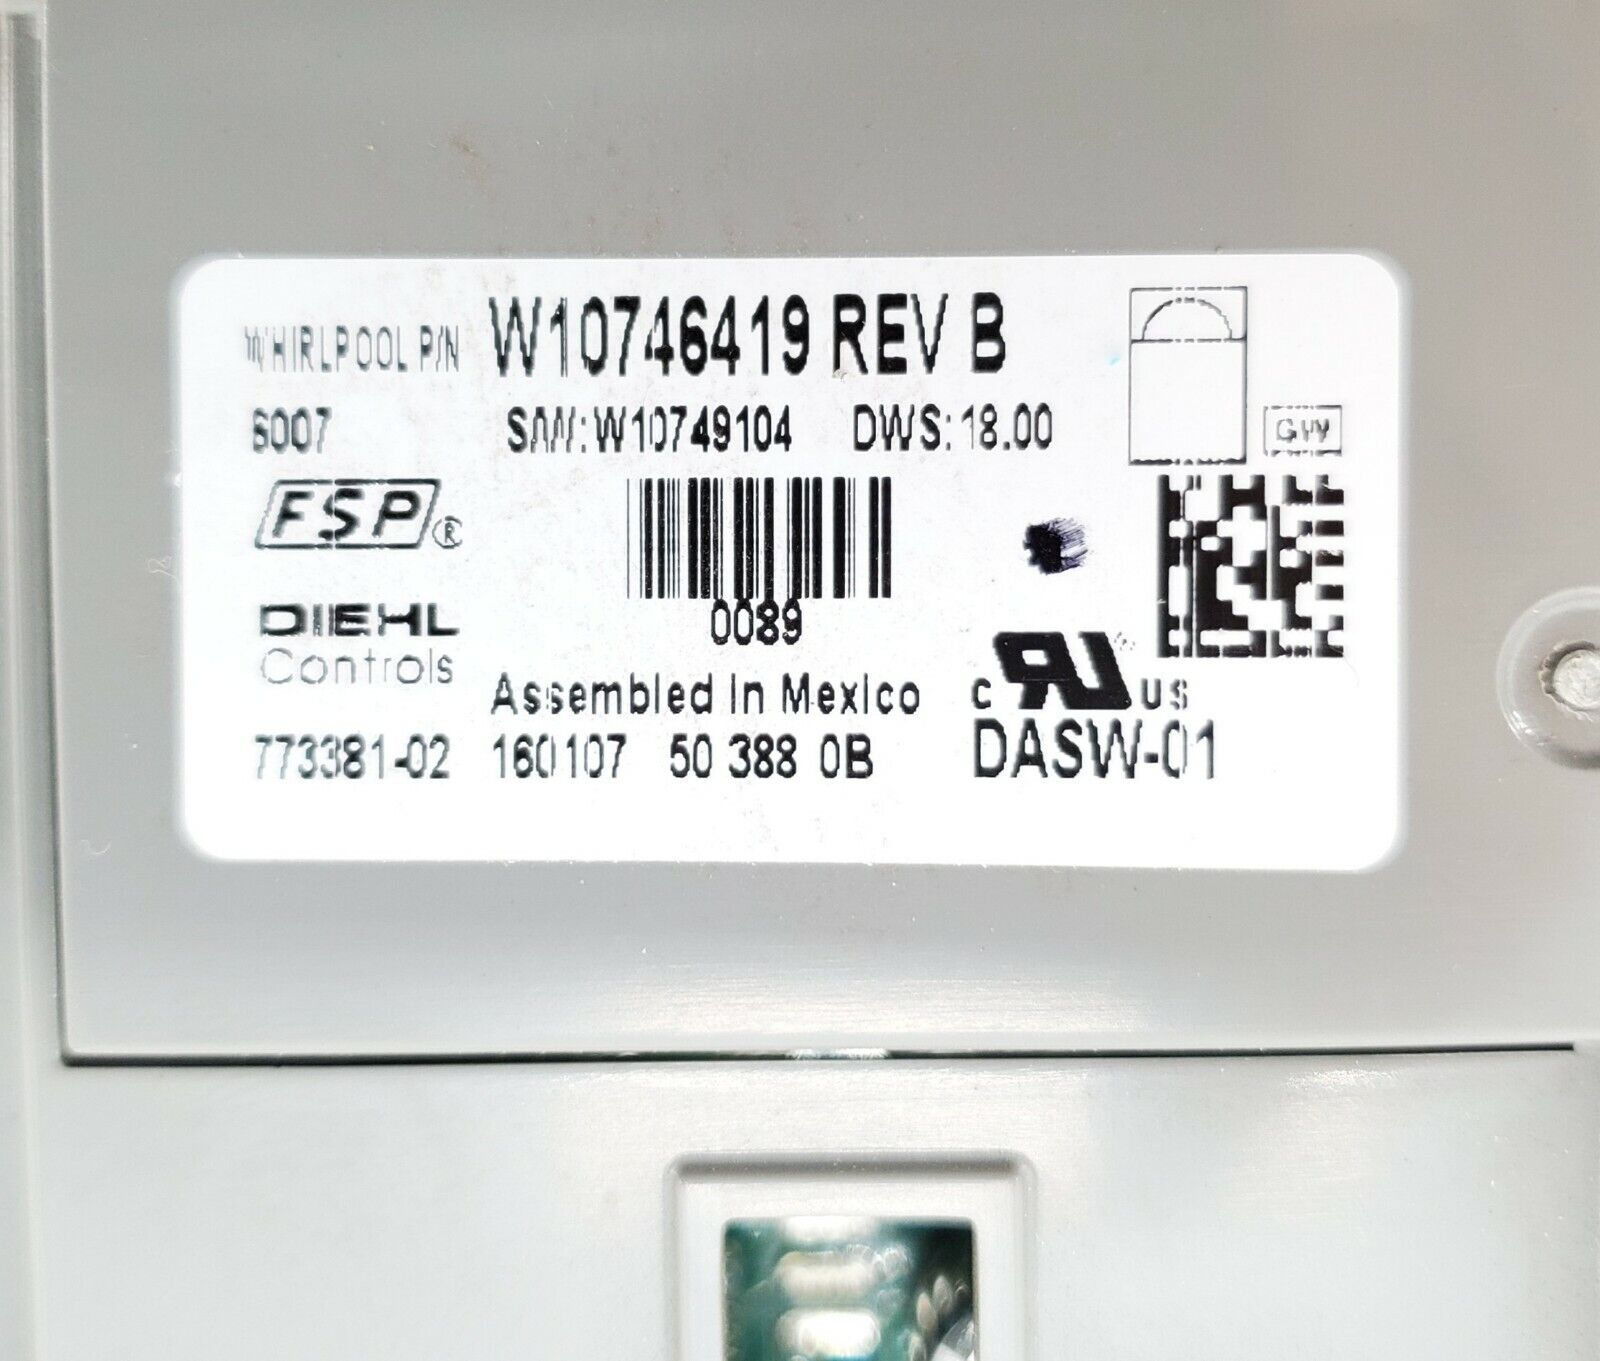 WHIRLPOOL P/N W10746419 REV B
6007 S/W: W10749104 DWS: 18.00
GW
FSP®
0089
DIEHL
Controls
Assembled In Mexico
C RU US
773381-02 160107 50 388 0B DASW-01